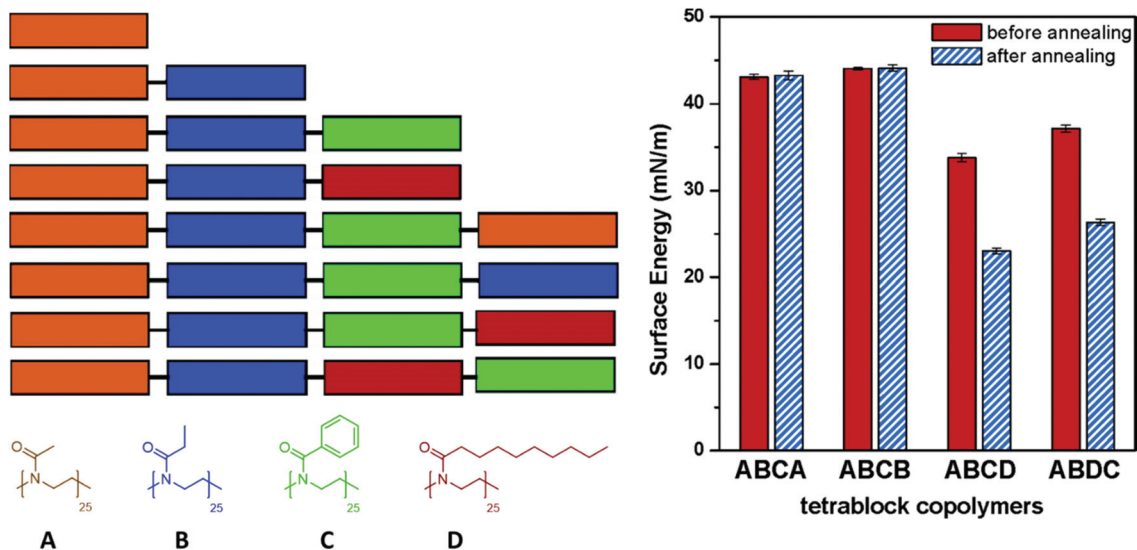 O
N
25
A
O
N
25
B
O
N
25
C
O
N
25
D
50
40
30
20
10
0
Surface Energy (mN/m)
before annealing
after annealing
ABCA ABCB ABCD ABDC
tetrablock copolymers